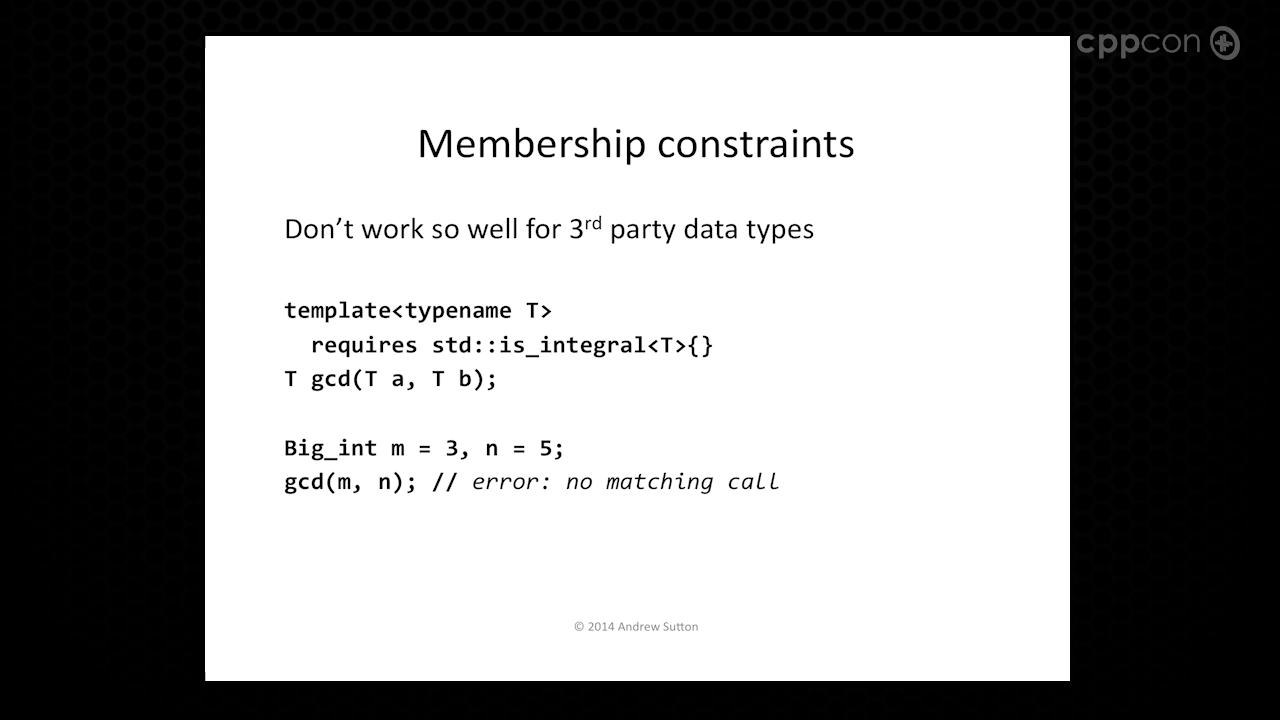 cppcon
Membership constraints
Don’t work so well for 3rd party data types
template<typename T>
  requires std::is_integral<T>{}
T gcd(T a, T b);
Big_int m = 3, n = 5;
gcd(m, n); // error: no matching call
© 2014 Andrew Sutton